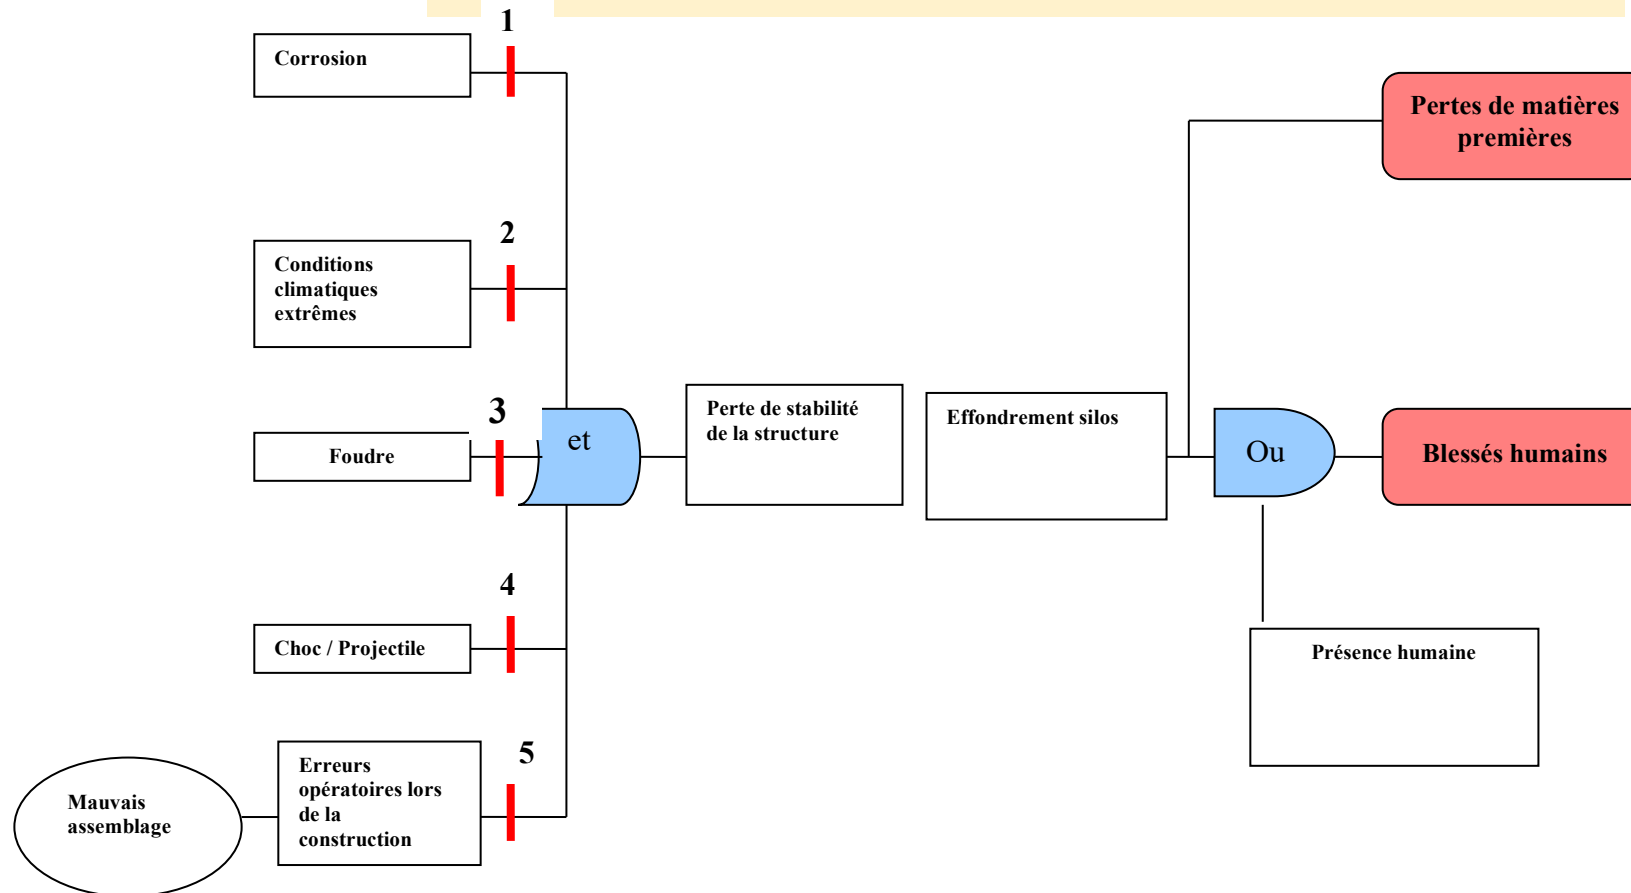 1
Corrosion
Pertes de matières
premières
2
Conditions
climatiques
extrêmes
3
Foudre
et
Perte de stabilité
de la structure
Effondrement silos
Ou
Blessés humains
4
Choc / Projectile
Présence humaine
5
Erreurs
opératoires lors
de la
construction
Mauvais
assemblage